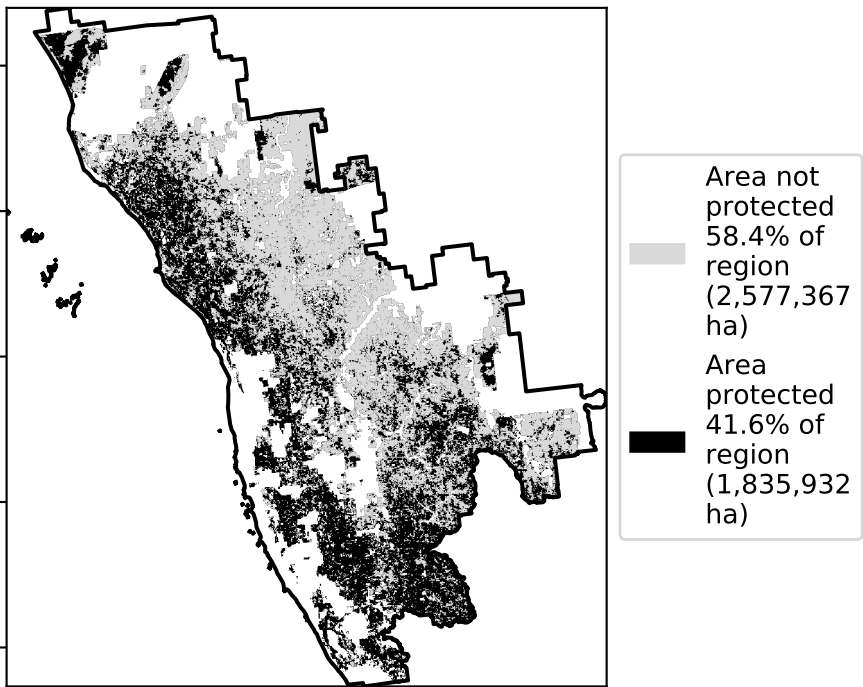 Area not
protected
58.4% of
region
(2,577,367
ha)
Area
protected
41.6% of
region
(1,835,932
ha)